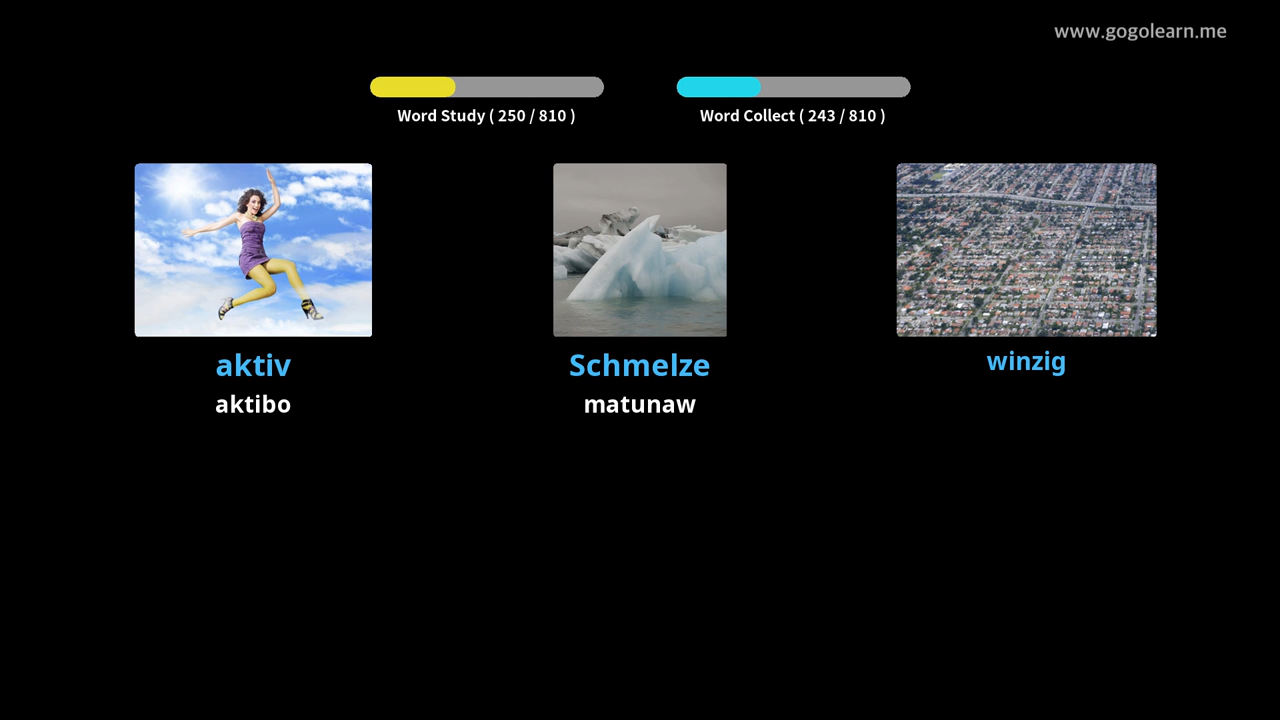 www.gogolearn.me
Word Study ( 250 / 810 )
Word Collect ( 243 / 810 )
aktiv
aktibo
Schmelze
matunaw
winzig